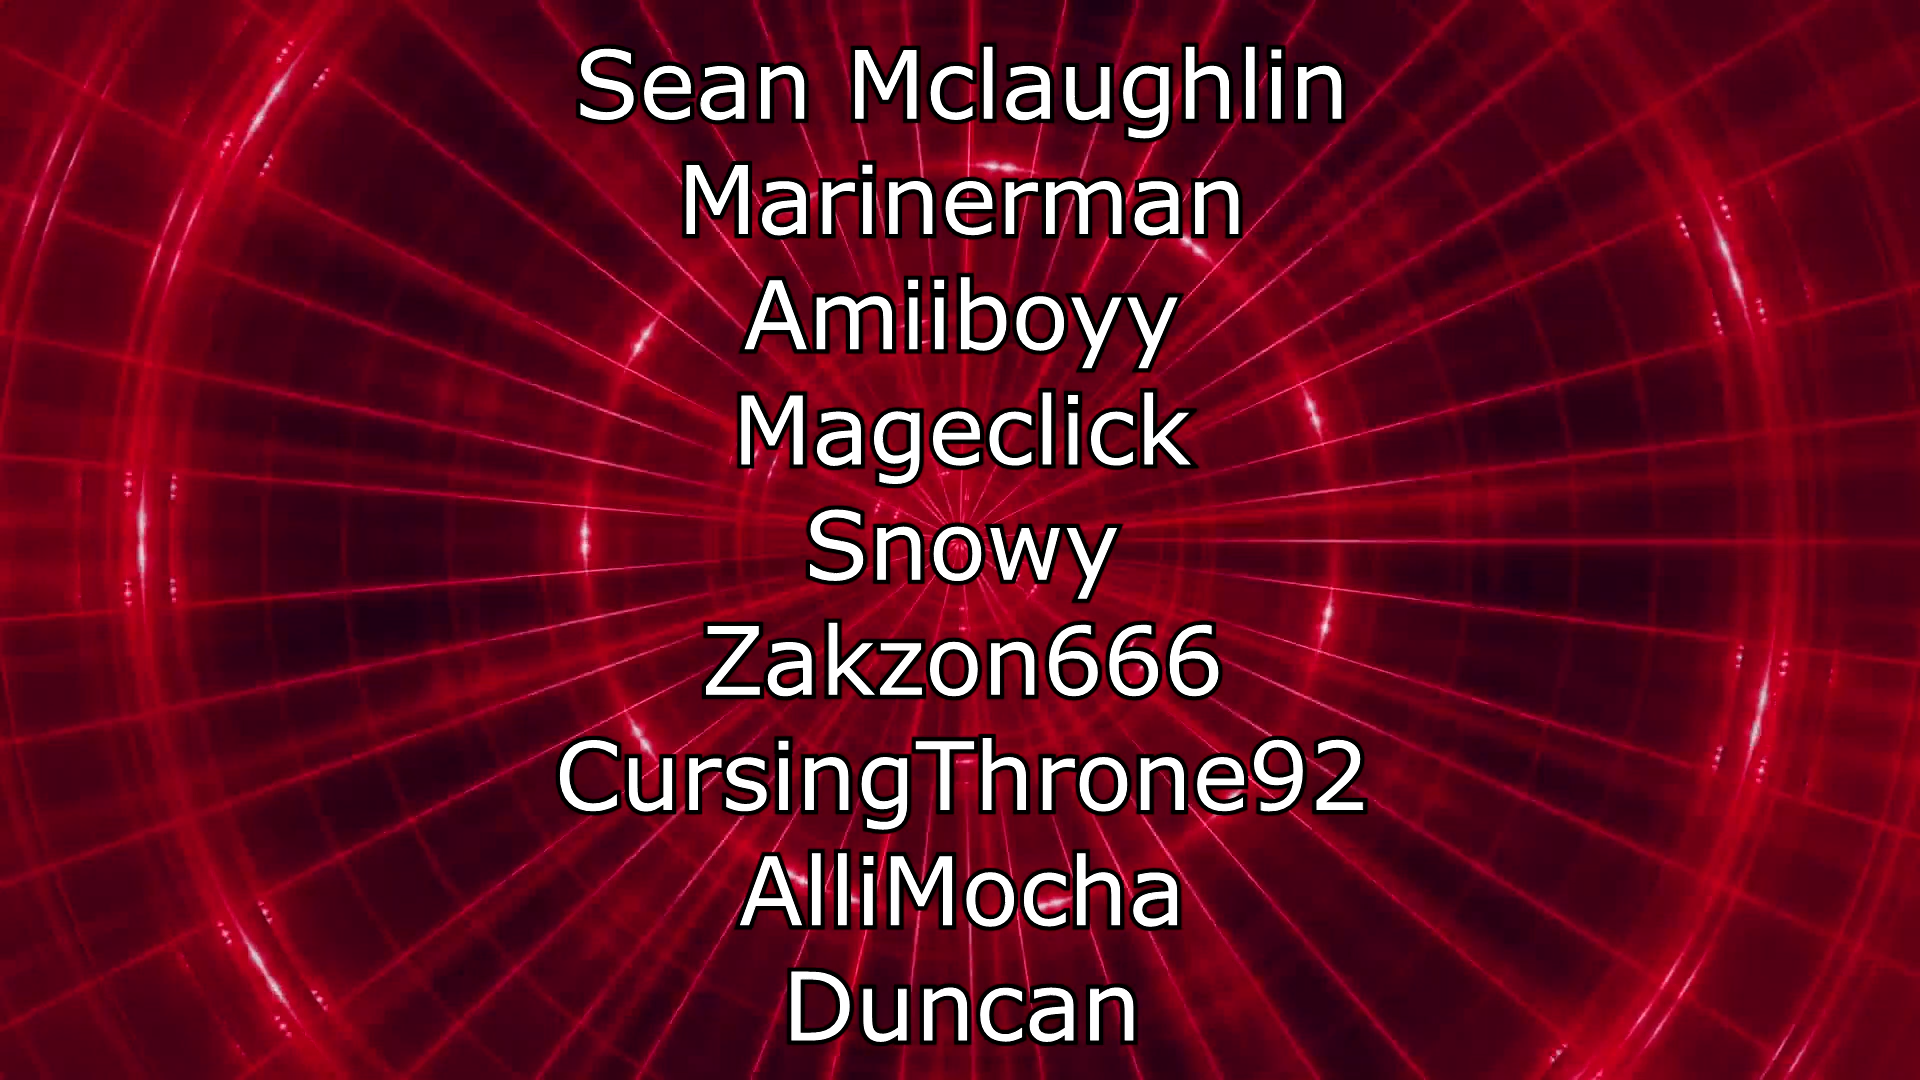 Sean Mclaughlin
Marinerman
Amiiboyy
Mageclick
Snowy
Zakzon666
CursingThrone92
AlliMocha
Duncan